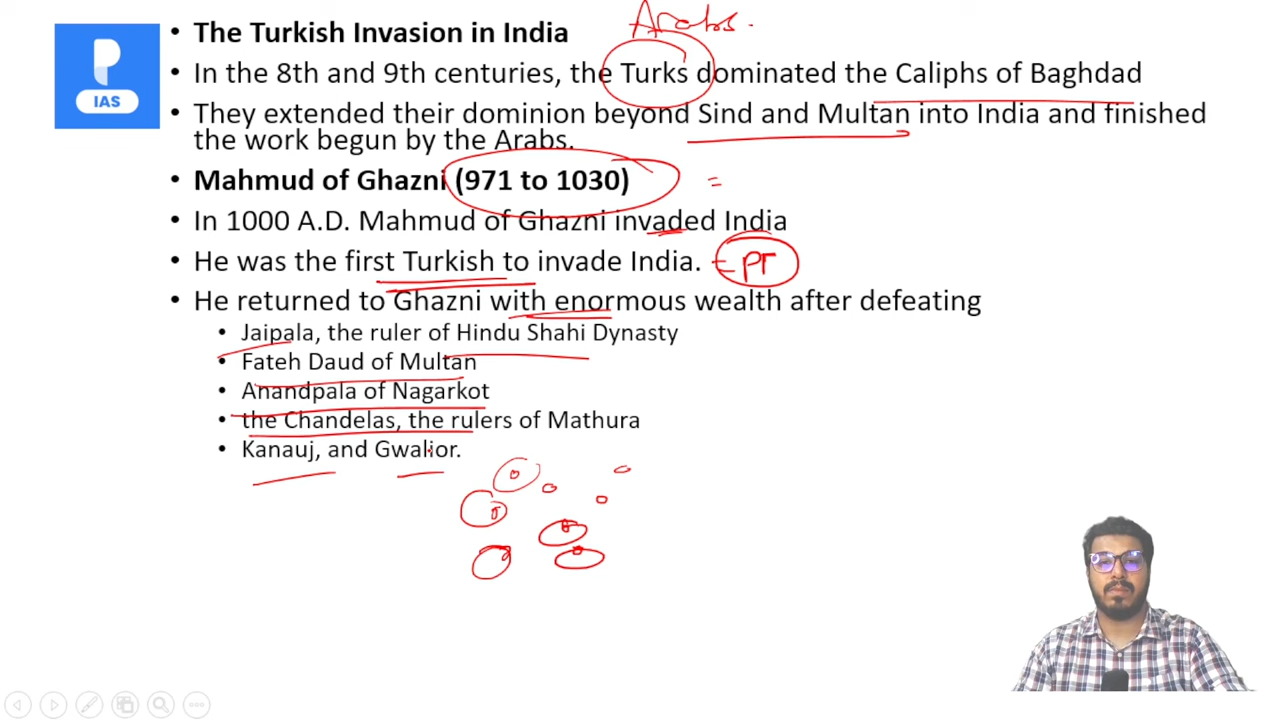 Arabs.
The Turkish Invasion in India
In the 8th and 9th centuries, the Turks dominated the Caliphs of Baghdad
They extended their dominion beyond Sind and Multan into India and finished
the work begun by the Arabs.
P
IAS
Mahmud of Ghazni (971 to 1030) =
In 1000 A.D. Mahmud of Ghazni invaded India
He was the first Turkish to invade India. PT
He returned to Ghazni with enormous wealth after defeating
Jaipala, the ruler of Hindu Shahi Dynasty
Fateh Daud of Multan
Anandpala of Nagarkot
the Chandelas, the rulers of Mathura
Kanauj, and Gwalior.